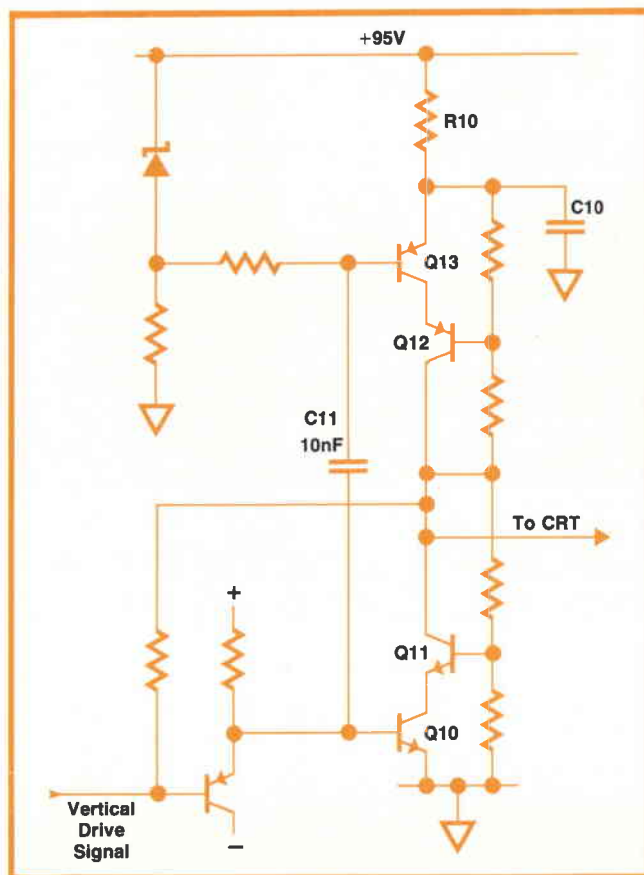 +95V
R10
C10
Q13
Q12
C11
10nF
To CRT
+
Q11
Q10
Vertical
Drive
Signal
−